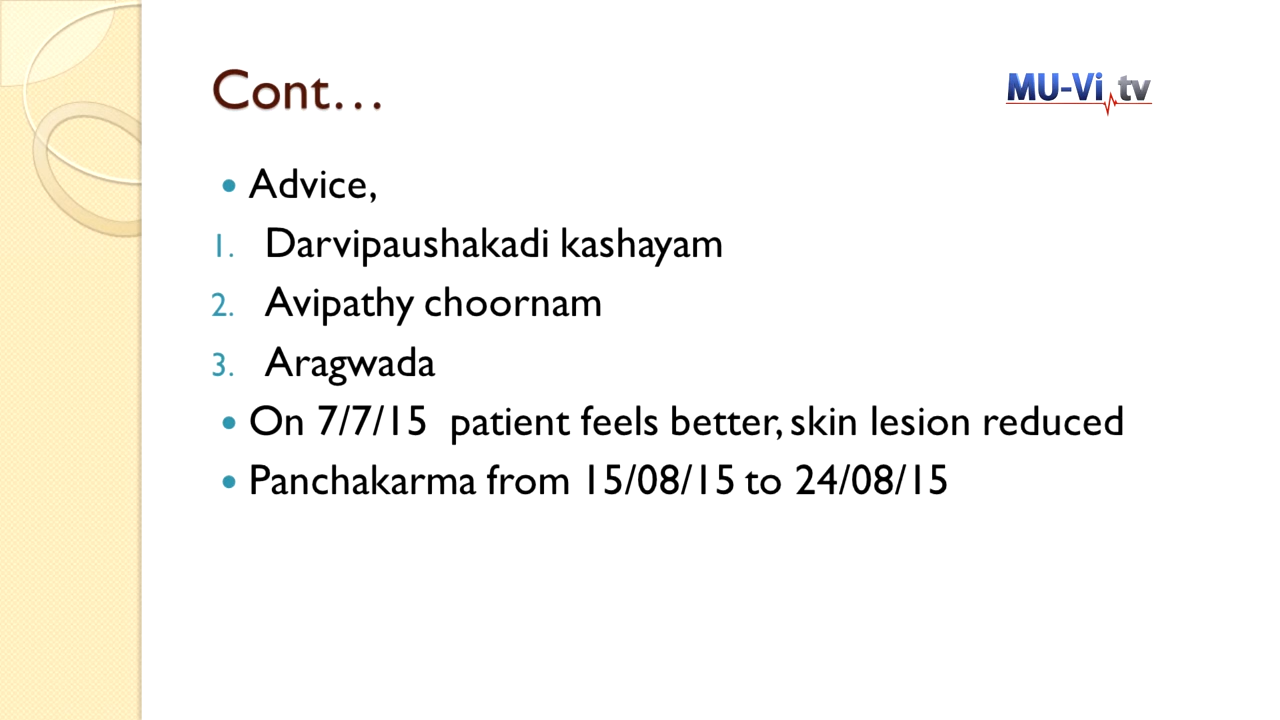 Cont...
MU-Vi tv
• Advice,
1. Darvipaushakadi kashayam
2. Avipathy choornam
3. Aragwada
• On 7/7/15 patient feels better, skin lesion reduced
• Panchakarma from 15/08/15 to 24/08/15